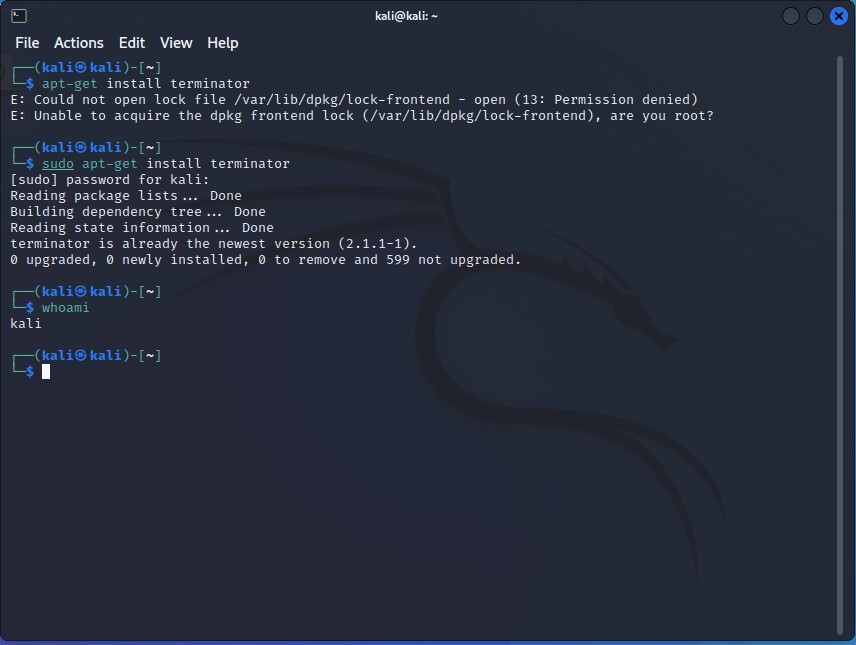 kali@kali: ~
File Actions Edit View Help
┌──(kali㉿kali)-[~]
└─$ apt-get install terminator
E: Could not open lock file /var/lib/dpkg/lock-frontend - open (13: Permission denied)
E: Unable to acquire the dpkg frontend lock (/var/lib/dpkg/lock-frontend), are you root?
┌──(kali㉿kali)-[~]
└─$ sudo apt-get install terminator
[sudo] password for kali:
Reading package lists... Done
Building dependency tree... Done
Reading state information... Done
terminator is already the newest version (2.1.1-1).
0 upgraded, 0 newly installed, 0 to remove and 599 not upgraded.
┌──(kali㉿kali)-[~]
└─$ whoami
kali
┌──(kali㉿kali)-[~]
└─$